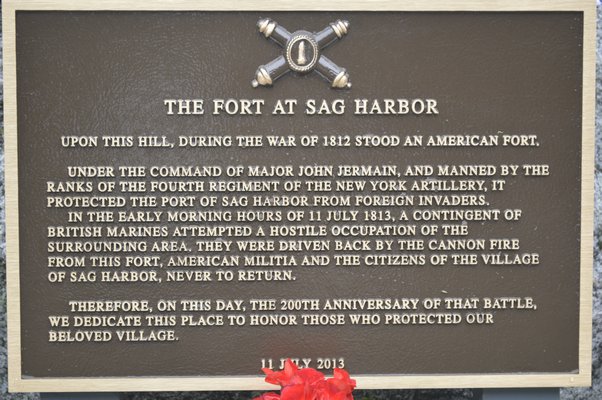 THE FORT AT SAG HARBOR
UPON THIS HILL, DURING THE WAR OF 1812 STOOD AN AMERICAN FORT.
UNDER THE COMMAND OF MAJOR JOHN JERMAIN, AND MANNED BY THE
RANKS OF THE FOURTH REGIMENT OF THE NEW YORK ARTILLERY, IT
PROTECTED THE PORT OF SAG HARBOR FROM FOREIGN INVADERS.
IN THE EARLY MORNING HOURS OF 11 JULY 1813, A CONTINGENT OF
BRITISH MARINES ATTEMPTED A HOSTILE OCCUPATION OF THE
SURROUNDING AREA. THEY WERE DRIVEN BACK BY THE CANNON FIRE
FROM THIS FORT, AMERICAN MILITIA AND THE CITIZENS OF THE VILLAGE
OF SAG HARBOR, NEVER TO RETURN.
THEREFORE, ON THIS DAY, THE 200TH ANNIVERSARY OF THAT BATTLE,
WE DEDICATE THIS PLACE TO HONOR THOSE WHO PROTECTED OUR
BELOVED VILLAGE.
11 JULY 2013